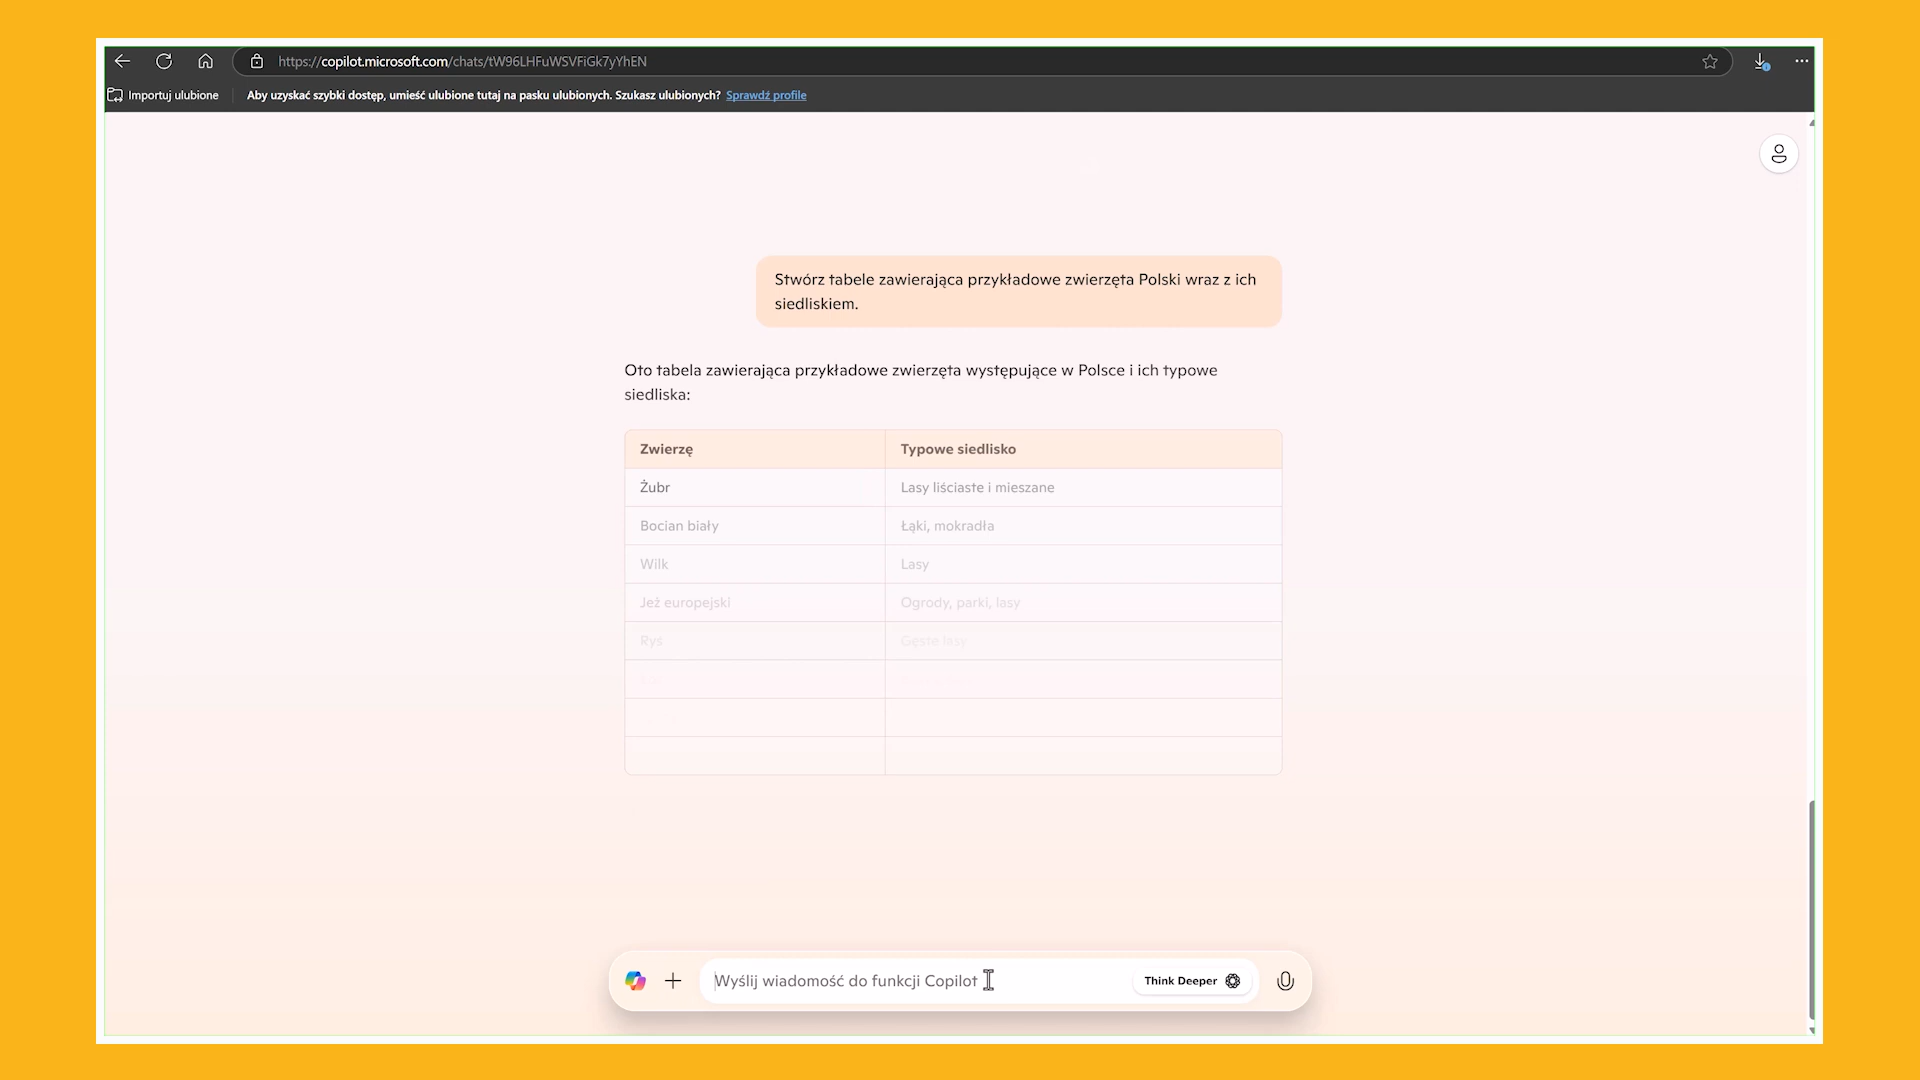 https://copilot.microsoft.com/chats/tW96LHFuWSVFiGk7yYhEN
Importuj ulubione
Aby uzyskać szybki dostęp, umieść ulubione tutaj na pasku ulubionych. Szukasz ulubionych? Sprawdź profile
Stwórz tabele zawierająca przykładowe zwierzęta Polski wraz z ich
siedliskiem.
Oto tabela zawierająca przykładowe zwierzęta występujące w Polsce i ich typowe
siedliska:
Zwierzę Typowe siedlisko
Żubr Lasy liściaste i mieszane
Bocian biały Łąki, mokradła
Wilk Lasy
Jeż europejski Ogrody, parki, lasy
Rys Gęste lasy
Wyślij wiadomość do funkcji Copilot Think Deeper